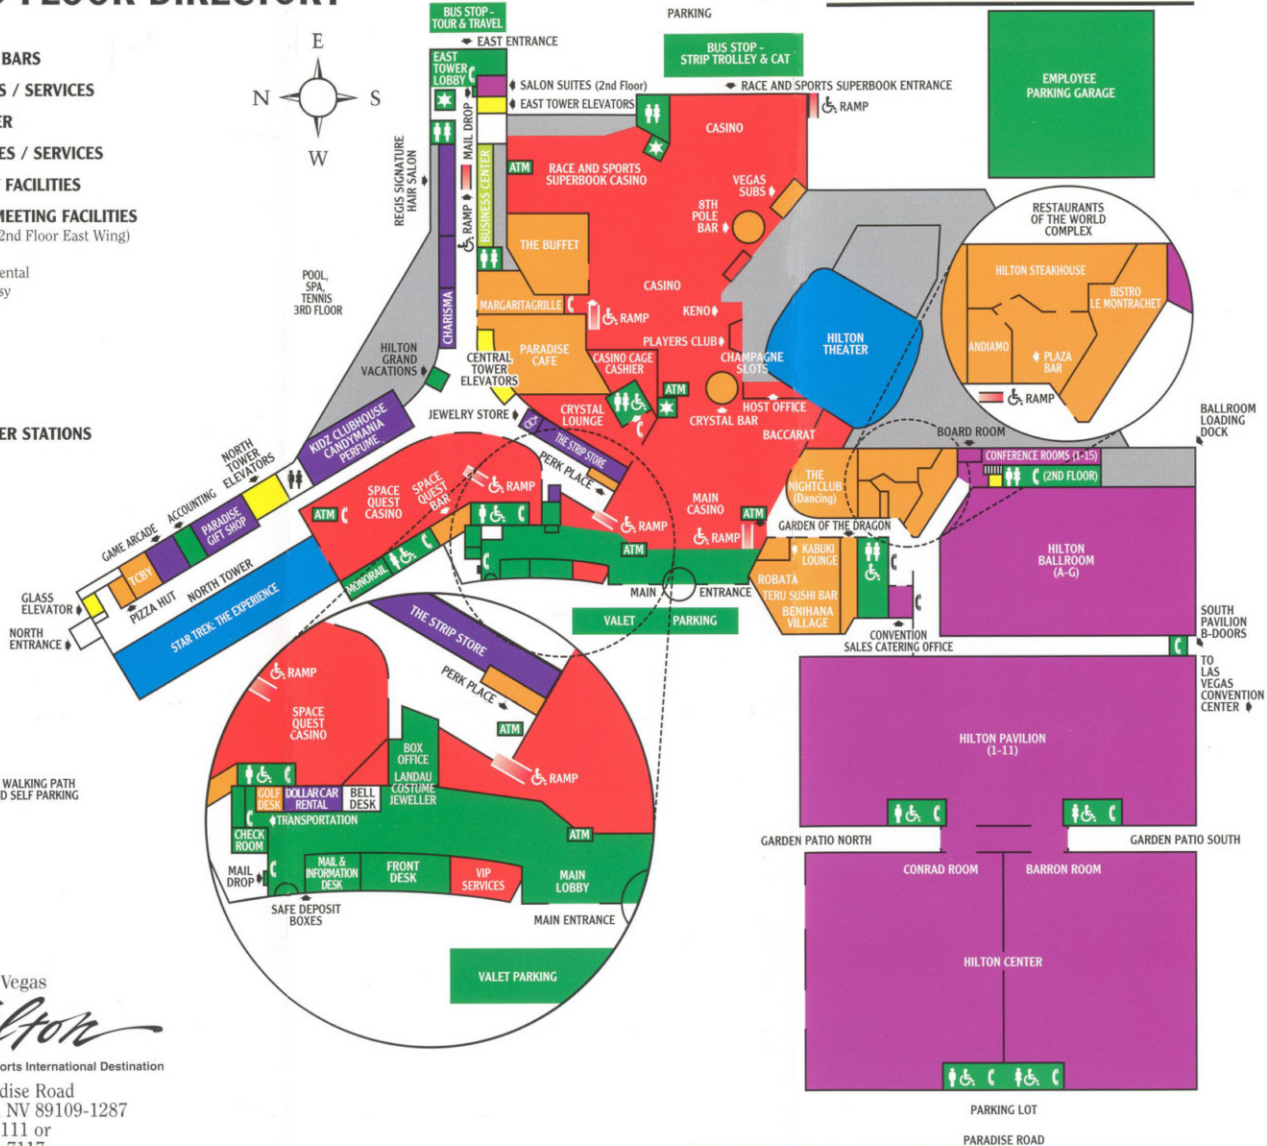 FLOOR DIRECTORY
BARS
S / SERVICES
ER
ES / SERVICES
FACILITIES
MEETING FACILITIES
2nd Floor East Wing)
ental
sy
ER STATIONS
WALKING PATH
D SELF PARKING
E
N
S
W
BUS STOP -
TOUR & TRAVEL
EAST ENTRANCE
EAST
TOWER
LOBBY
SALON SUITES (2nd Floor)
EAST TOWER ELEVATORS
MAIL DROP
RAMP
REGIS SIGNATURE
HAIR SALON
BUSINESS CENTER
CHARISMA
PARKING
BUS STOP -
STRIP TROLLEY & CAT
RACE AND SPORTS SUPERBOOK ENTRANCE
RAMP
EMPLOYEE
PARKING GARAGE
CASINO
ATM
RACE AND SPORTS
SUPERBOOK CASINO
VEGAS
SUBS
8TH
POLE
BAR
THE BUFFET
CASINO
MARGARITAGRILLE
RAMP
KENO
PLAYERS CLUB
CHAMPAGNE
SLOTS
HILTON
THEATER
POOL,
SPA,
TENNIS
3RD FLOOR
HILTON
GRAND
VACATIONS
CENTRAL
TOWER
ELEVATORS
PARADISE
CAFE
CASINO CAGE
CASHIER
ATM
CRYSTAL BAR
HOST OFFICE
BACCARAT
JEWELRY STORE
CRYSTAL
LOUNGE
THE STRIP STORE
PERK PLACE
RESTAURANTS
OF THE WORLD
COMPLEX
HILTON STEAKHOUSE
BISTRO
LE MONTRACHET
ANDIAMO
PLAZA
BAR
RAMP
BALLROOM
LOADING
DOCK
BOARD ROOM
CONFERENCE ROOMS (1-15)
(2ND FLOOR)
KIDZ CLUBHOUSE
CANDYMANIA
PERFUME
NORTH
TOWER
ELEVATORS
ACCOUNTING
GAME ARCADE
PARADISE
GIFT SHOP
TCBY
PIZZA HUT
NORTH TOWER
GLASS
ELEVATOR
NORTH
ENTRANCE
STAR TREK: THE EXPERIENCE
SPACE
QUEST
CASINO
ATM
SPACE
QUEST
BAR
RAMP
MONORAIL
RAMP
ATM
MAIN
CASINO
RAMP
ATM
THE
NIGHTCLUB
(Dancing)
GARDEN OF THE DRAGON
KABUKI
LOUNGE
ROBATA
TERU SUSHI BAR
BENIHANA
VILLAGE
MAIN ENTRANCE
VALET PARKING
CONVENTION
SALES CATERING OFFICE
HILTON
BALLROOM
(A-G)
SOUTH
PAVILION
B-DOORS
TO
LAS
VEGAS
CONVENTION
CENTER
HILTON PAVILION
(1-11)
GARDEN PATIO NORTH
GARDEN PATIO SOUTH
CONRAD ROOM
BARRON ROOM
HILTON CENTER
PARKING LOT
PARADISE ROAD
THE STRIP STORE
PERK PLACE
ATM
RAMP
SPACE
QUEST
CASINO
RAMP
BOX
OFFICE
LANDAU
COSTUME
JEWELLER
GOLF
DESK
DOLLAR CAR
RENTAL
BELL
DESK
TRANSPORTATION
CHECK
ROOM
MAIL
DROP
MAIL &
INFORMATION
DESK
FRONT
DESK
VIP
SERVICES
ATM
MAIN
LOBBY
SAFE DEPOSIT
BOXES
MAIN ENTRANCE
VALET PARKING
Vegas
ilton
orts International Destination
dise Road
NV 89109-1287
111 or